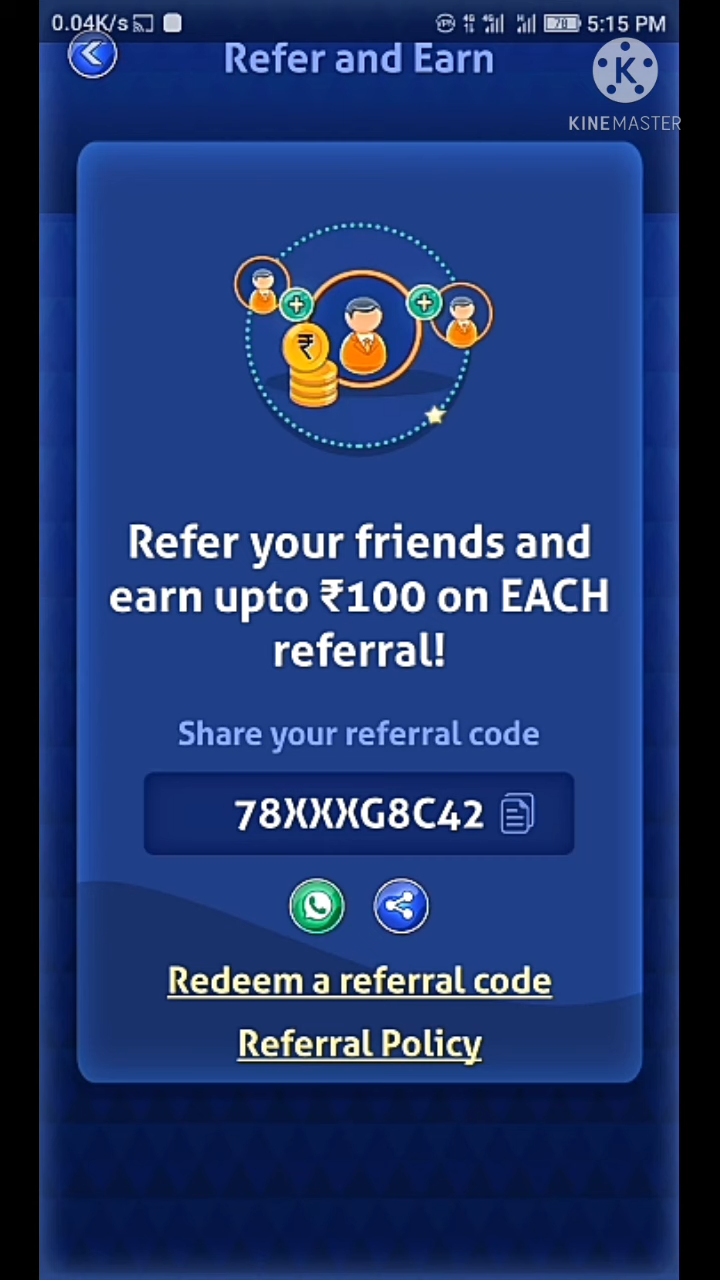 0.04K/s 5:15 PM
Refer and Earn
K
KINEMASTER
₹
Refer your friends and
earn upto ₹100 on EACH
referral!
Share your referral code
78XXXG8C42
Redeem a referral code
Referral Policy